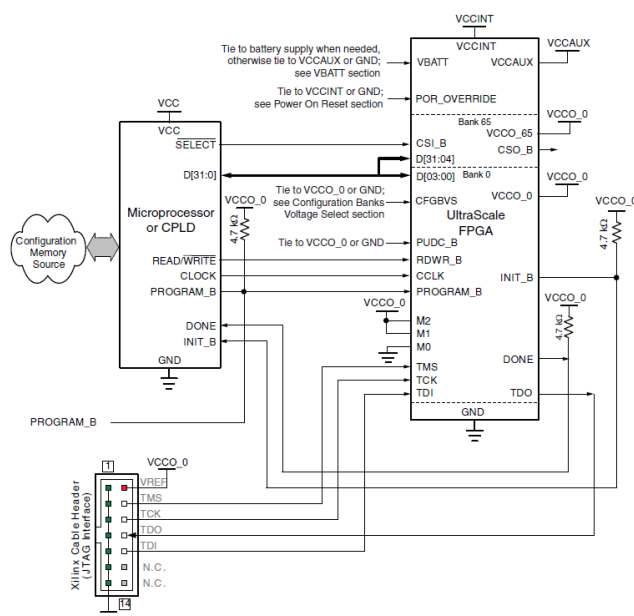 VCCINT
Tie to battery supply when needed,
otherwise tie to VCCAUX or GND;
see VBATT section
VCCINT
VBATT
VCCAUX
VCCAUX
Tie to VCCINT or GND;
see Power On Reset section
POR_OVERRIDE
VCC
VCC
SELECT
D[31:0]
Bank 65
VCCO_65
VCCO_0
CSI_B
CSO_B
D[31:04]
D[03:00]
Bank 0
VCCO_0
VCCO_0
Tie to VCCO_0 or GND;
see Configuration Banks
Voltage Select section
CFGBVS
UltraScale
FPGA
VCCO_0
VCCO_0
4.7 kΩ
4.7 kΩ
Microprocessor
or CPLD
Configuration
Memory
Source
Tie to VCCO_0 or GND
PUDC_B
READ/WRITE
RDWR_B
CLOCK
CCLK
INIT_B
PROGRAM_B
PROGRAM_B
VCCO_0
VCCO_0
4.7 kΩ
M2
M1
M0
DONE
INIT_B
GND
DONE
TMS
TCK
TDI
TDO
GND
PROGRAM_B
1
VCCO_0
VREF
TMS
TCK
TDO
TDI
N.C.
N.C.
14
Xilinx Cable Header
(JTAG Interface)